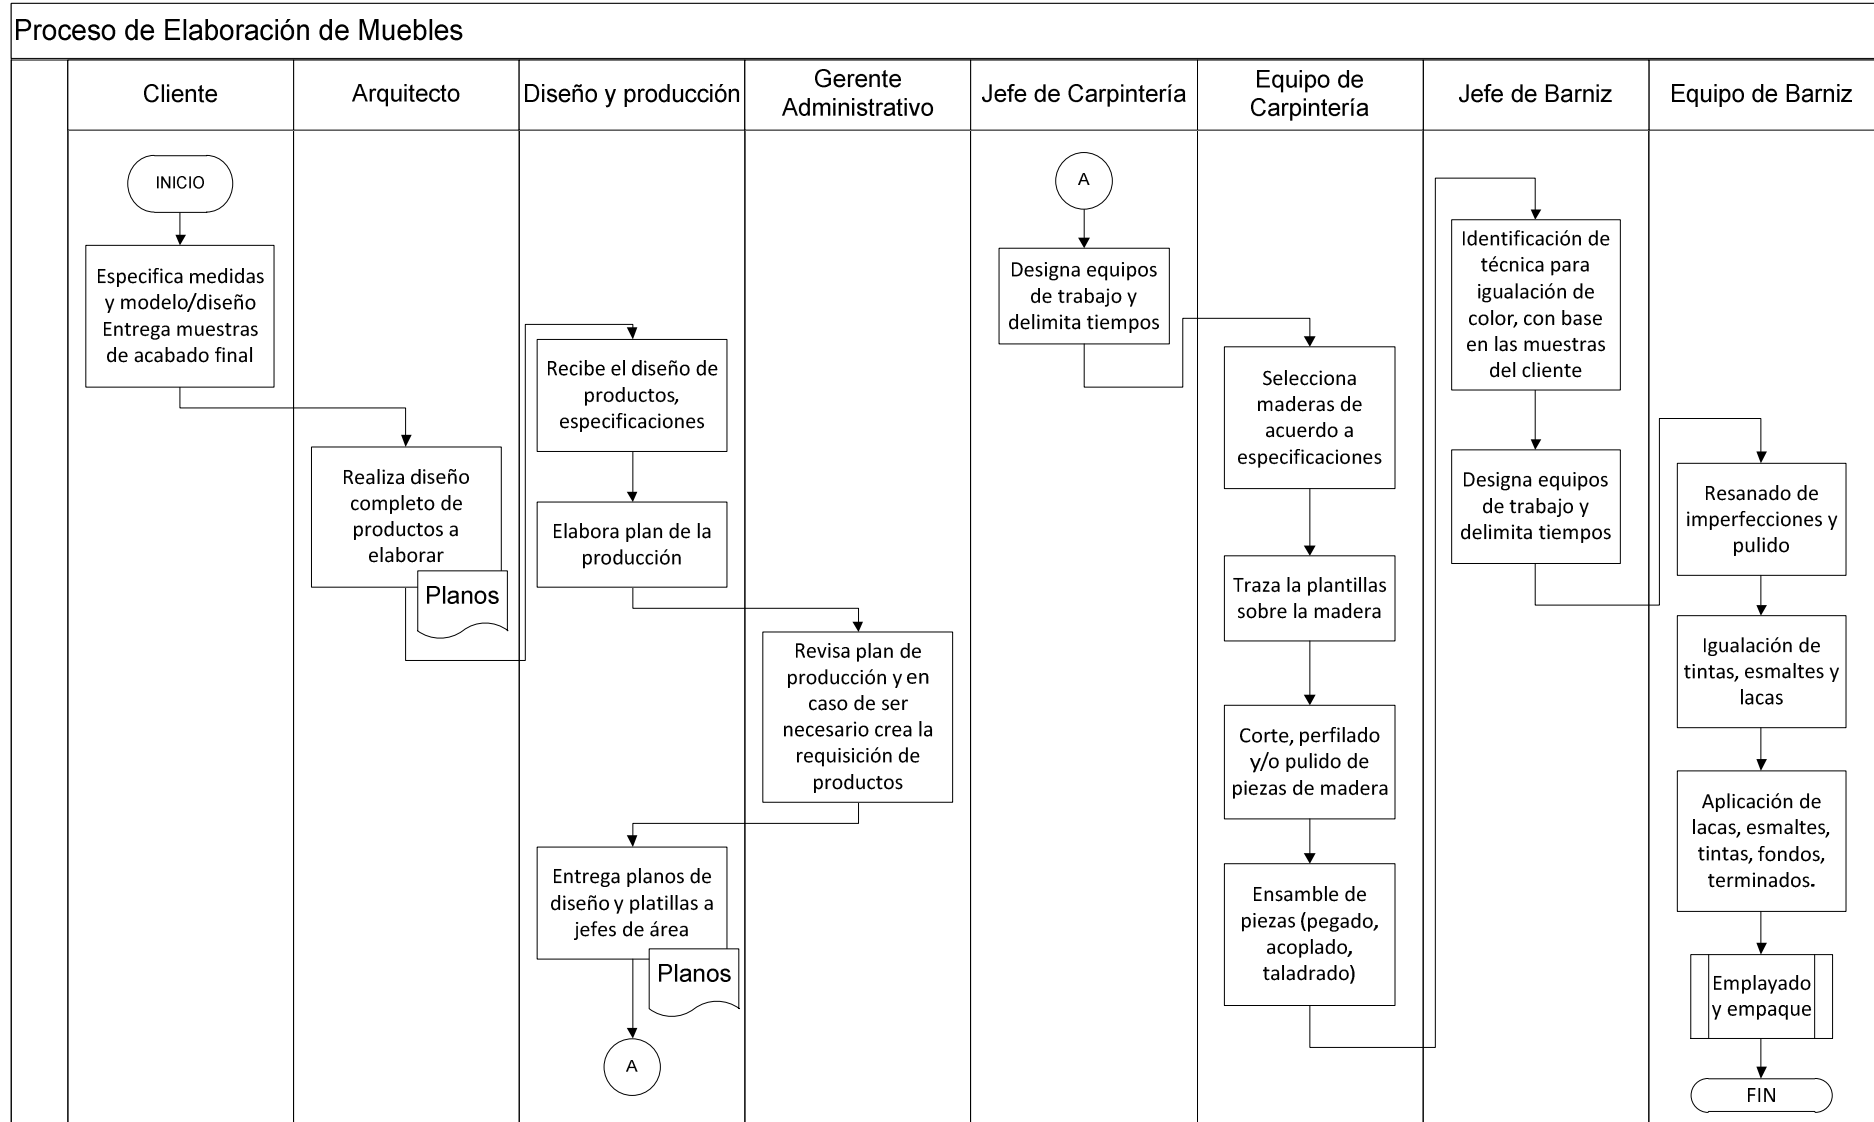 Proceso de Elaboración de Muebles
Cliente
Arquitecto
Diseño y producción
Gerente
Administrativo
Jefe de Carpintería
Equipo de
Carpintería
Jefe de Barniz
Equipo de Barniz
INICIO
Especifica medidas
y modelo/diseño
Entrega muestras
de acabado final
Realiza diseño
completo de
productos a
elaborar
Planos
Recibe el diseño de
productos,
especificaciones
Elabora plan de la
producción
Revisa plan de
producción y en
caso de ser
necesario crea la
requisición de
productos
Entrega planos de
diseño y platillas a
jefes de área
Planos
A
A
Designa equipos
de trabajo y
delimita tiempos
Selecciona
maderas de
acuerdo a
especificaciones
Traza la plantillas
sobre la madera
Corte, perfilado
y/o pulido de
piezas de madera
Ensamble de
piezas (pegado,
acoplado,
taladrado)
Identificación de
técnica para
igualación de
color, con base
en las muestras
del cliente
Designa equipos
de trabajo y
delimita tiempos
Resanado de
imperfecciones y
pulido
Igualación de
tintas, esmaltes y
lacas
Aplicación de
lacas, esmaltes,
tintas, fondos,
terminados.
Emplayado
y empaque
FIN